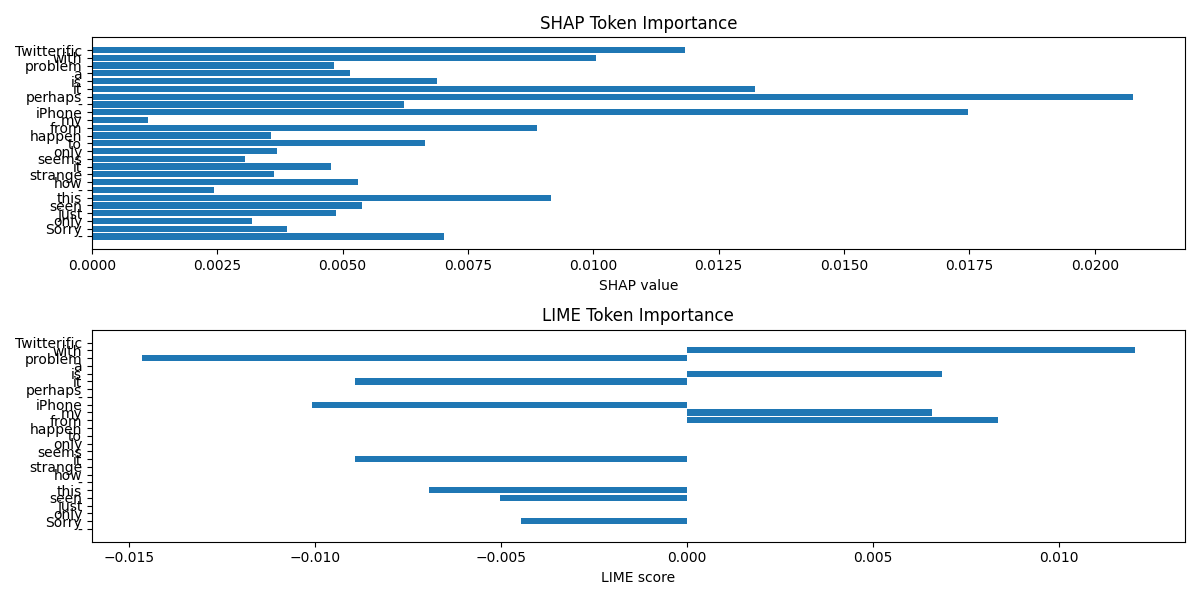 SHAP Token Importance
Twitterific
with
problem
a
is
it
perhaps
-
iPhone
my
from
happen
to
only
seems
it
strange
how
-
this
seen
just
only
Sorry
-
0.0000 0.0025 0.0050 0.0075 0.0100 0.0125 0.0150 0.0175 0.0200
SHAP value
LIME Token Importance
Twitterific
with
problem
a
is
it
perhaps
-
iPhone
my
from
happen
to
only
seems
it
strange
how
-
this
seen
just
only
Sorry
-
−0.015 −0.010 −0.005 0.000 0.005 0.010
LIME score